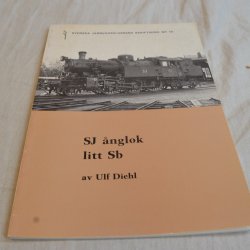 SVENSKA JÄRNVÄGSKLUBBENS SKRIFTSERIE NR
SJ ånglok
litt Sb
av Ulf Diehl